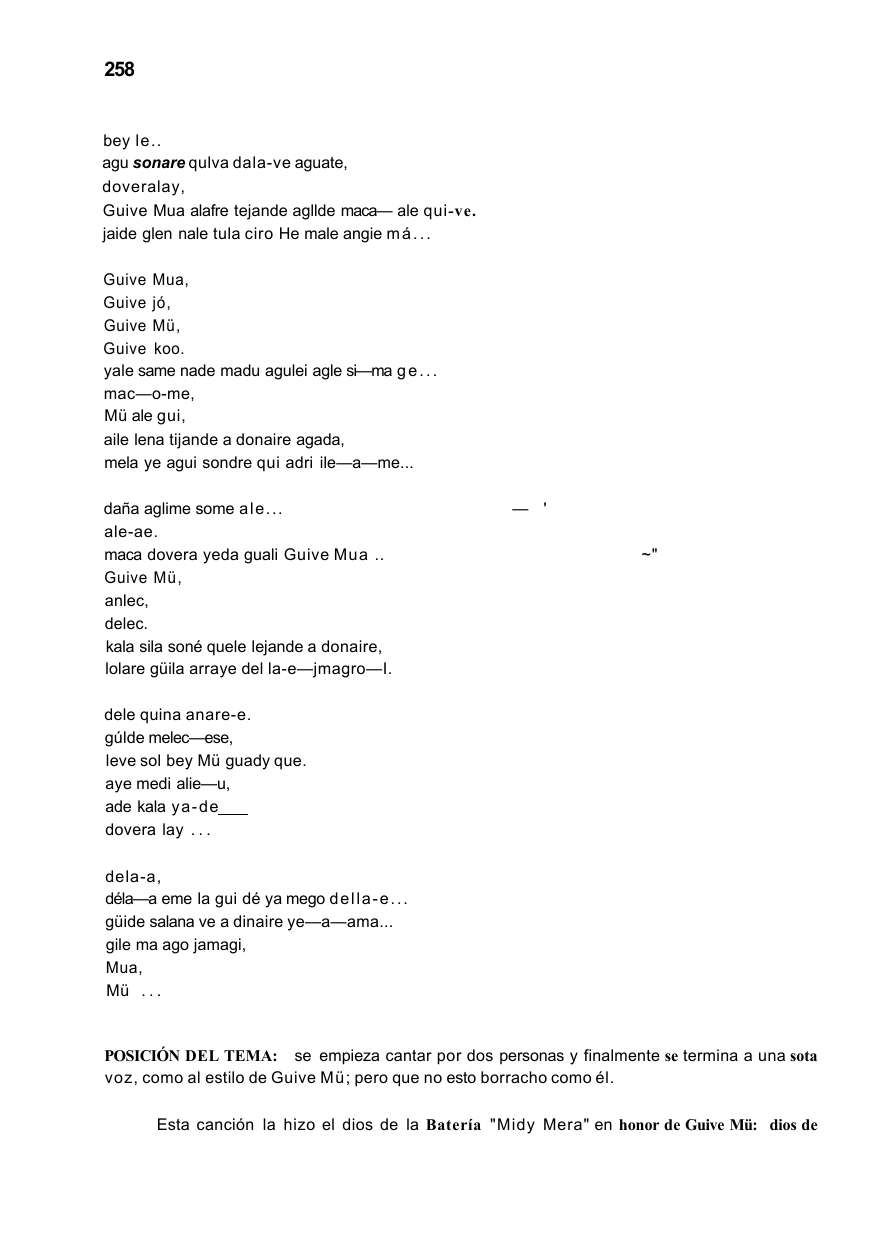 258
bey le..
agu sonare qulva dala-ve aguate,
doveralay,
Guive Mua alafre tejande agllde maca— ale qui-ve.
jaide glen nale tula ciro He male angie má...
Guive Mua,
Guive jó,
Guive Mü,
Guive koo.
yale same nade madu agulei agle si—ma ge...
mac—o-me,
Mü ale gui,
aile lena tijande a donaire agada,
mela ye agui sondre qui adri ile—a—me...
daña aglime some ale... — '
ale-ae.
maca dovera yeda guali Guive Mua .. ~"
Guive Mü,
anlec,
delec.
kala sila soné quele lejande a donaire,
lolare güila arraye del la-e—jmagro—I.
dele quina anare-e.
gúlde melec—ese,
leve sol bey Mü guady que.
aye medi alie—u,
ade kala ya-de___
dovera lay ...
dela-a,
déla—a eme la gui dé ya mego della-e...
güide salana ve a dinaire ye—a—ama...
gile ma ago jamagi,
Mua,
Mü ...
POSICIÓN DEL TEMA: se empieza cantar por dos personas y finalmente se termina a una sota
voz, como al estilo de Guive Mü; pero que no esto borracho como él.
Esta canción la hizo el dios de la Batería "Midy Mera" en honor de Guive Mü: dios de